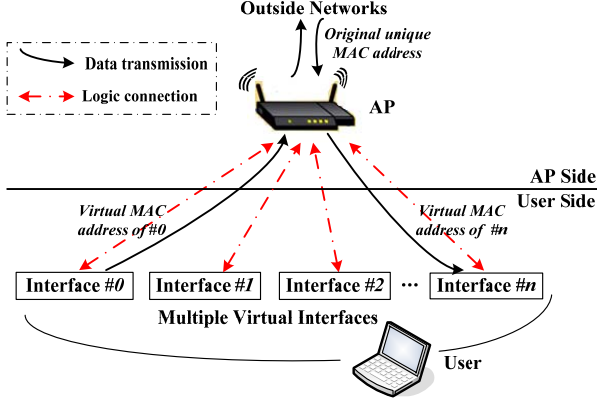 Outside Networks
Original unique
MAC address
Data transmission
Logic connection
AP
AP Side
User Side
Virtual MAC
address of #0
Virtual MAC
address of #n
Interface #0
Interface #1
Interface #2
...
Interface #n
Multiple Virtual Interfaces
User